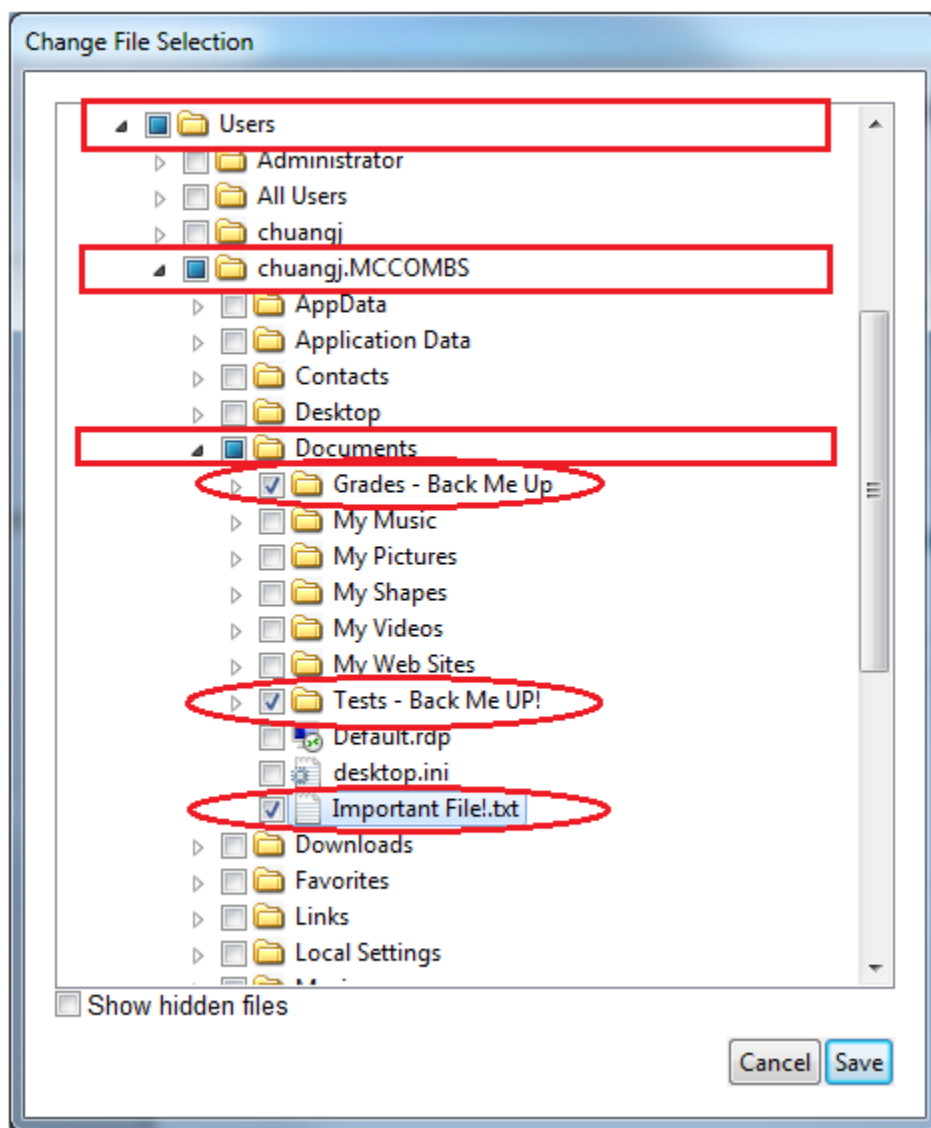 Change File Selection
Users
Administrator
All Users
chuangj
chuangj.MCCOMBS
AppData
Application Data
Contacts
Desktop
Documents
Grades - Back Me Up
My Music
My Pictures
My Shapes
My Videos
My Web Sites
Tests - Back Me UP!
Default.rdp
desktop.ini
Important File!.txt
Downloads
Favorites
Links
Local Settings
Show hidden files
Cancel Save